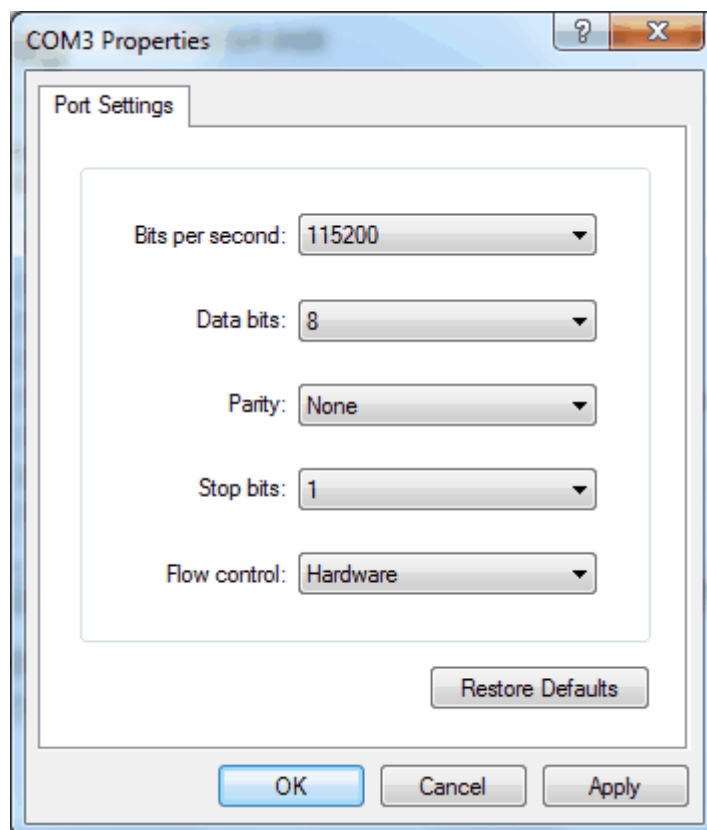 COM3 Properties
Port Settings
Bits per second: 115200
Data bits: 8
Parity: None
Stop bits: 1
Flow control: Hardware
Restore Defaults
OK Cancel Apply